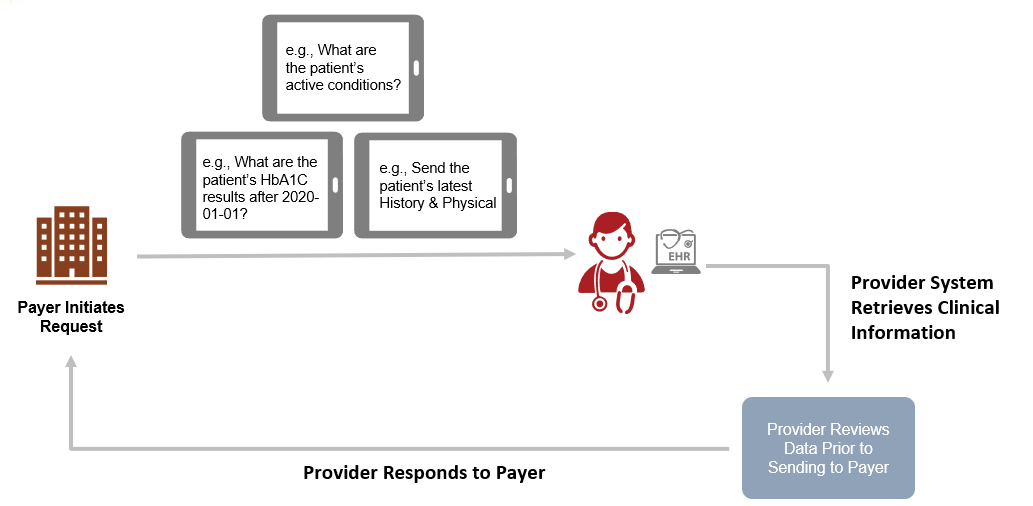 e.g., What are
the patient's
active conditions?
e.g., What are the
patient's HbA1C
results after 2020-
01-01?
e.g., Send the
patient's latest
History & Physical
Payer Initiates
Request
EHR
Provider System
Retrieves Clinical
Information
Provider Reviews
Data Prior to
Sending to Payer
Provider Responds to Payer